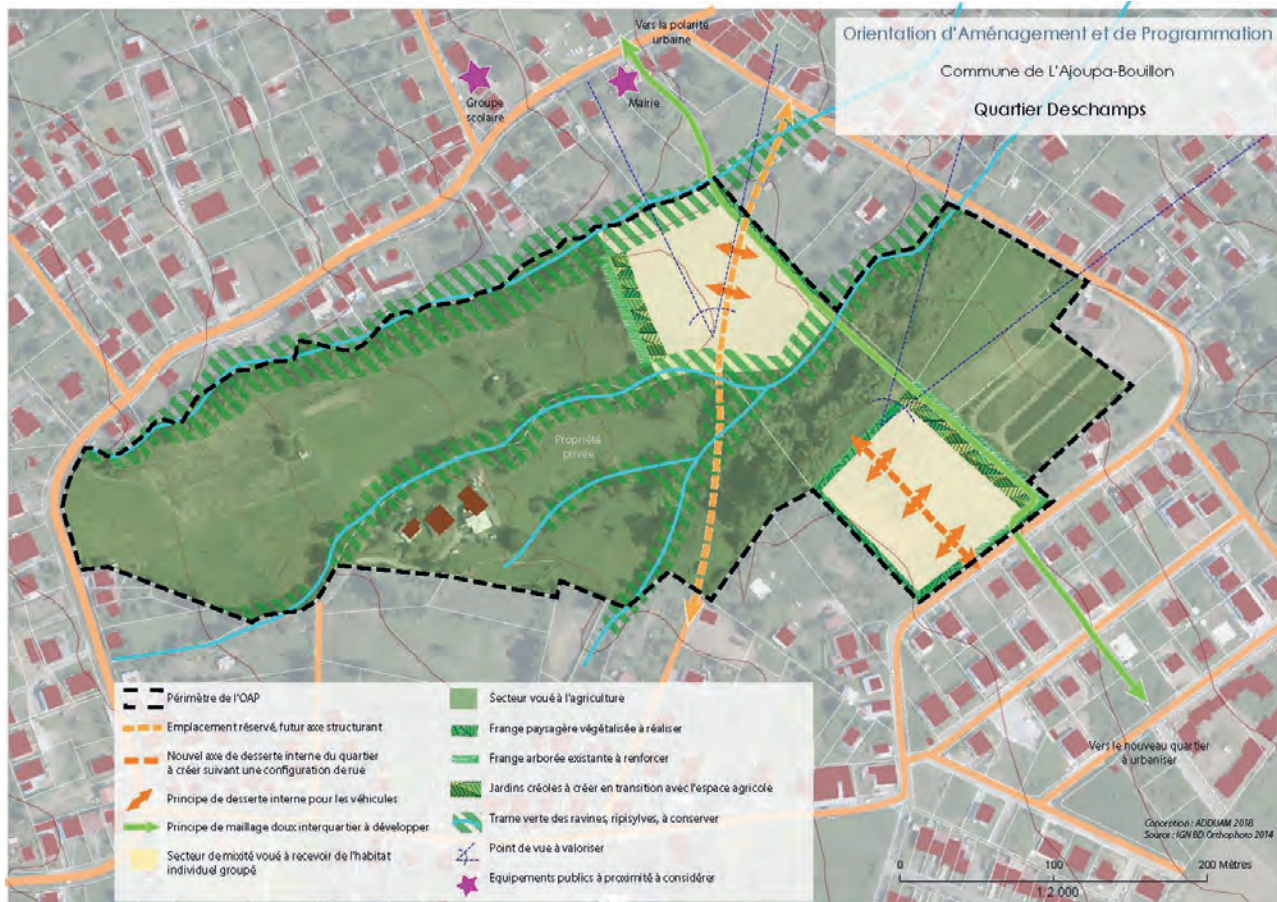 Orientation d'Aménagement et de Programmation
Commune de L'Ajoupa-Bouillon
Quartier Deschamps
Vers la polarité
urbaine
Groupe
scolaire
Mairie
Propriété
privée
Vers le nouveau quartier
à urbaniser
Périmètre de l'OAP
Emplacement réservé, futur axe structurant
Nouvel axe de desserte interne du quartier
à créer suivant une configuration de rue
Principe de desserte interne pour les véhicules
Principe de maillage doux interquartier à développer
Secteur de mixité voué à recevoir de l'habitat
individuel groupé
Secteur voué à l'agriculture
Frange paysagère végétalisée à réaliser
Frange arborée existante à renforcer
Jardins créoles à créer en transition avec l'espace agricole
Trame verte des ravines, ripisylves, à conserver
Point de vue à valoriser
Equipements publics à proximité à considérer
Conception : ADDUAM 2018
Source : IGN BD Orthophoto 2014
0 100 200 Mètres
1:2 000